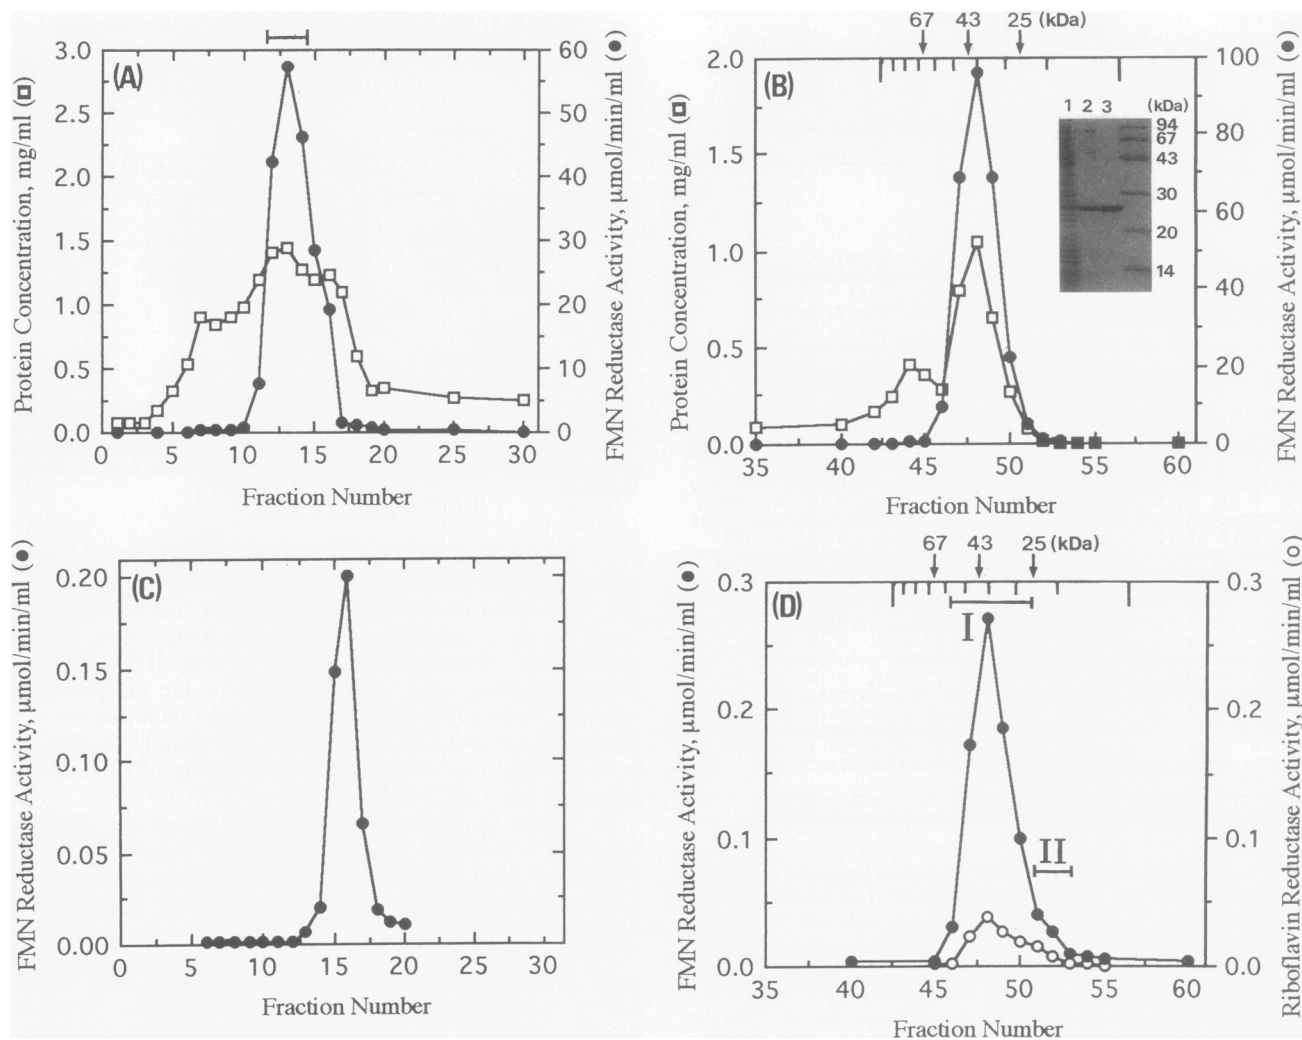 67 43 25 (kDa)
3.0
2.5
2.0
1.5
1.0
0.5
0.0
(A)
60
50
40
30
20
10
0
0 5 10 15 20 25 30
Protein Concentration, mg/ml
FMN Reductase Activity, µmol/min/ml
Fraction Number
2.0
1.5
1.0
0.5
0.0
(B)
1 2 3 (kDa)
94
67
43
30
20
14
100
80
60
40
20
0
35 40 45 50 55 60
Protein Concentration, mg/ml
FMN Reductase Activity, µmol/min/ml
Fraction Number
0.20
0.15
0.10
0.05
0.00
(C)
0 5 10 15 20 25 30
FMN Reductase Activity, µmol/min/ml
Fraction Number
67 43 25 (kDa)
0.3
0.2
0.1
0.0
(D)
I
II
0.3
0.2
0.1
0.0
35 40 45 50 55 60
FMN Reductase Activity, µmol/min/ml
Riboflavin Reductase Activity, µmol/min/ml
Fraction Number